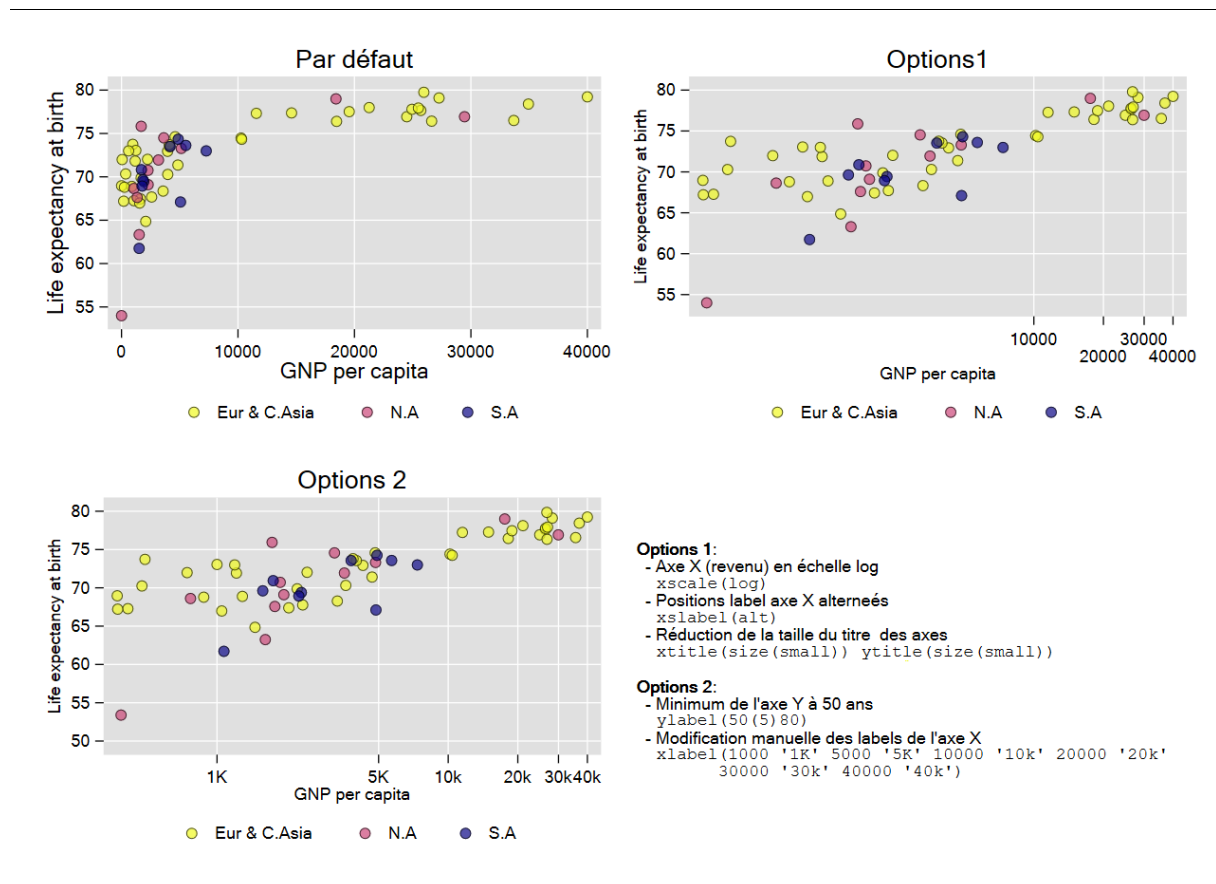 Par défaut
Life expectancy at birth
80
75
70
65
60
55
0
10000
20000
30000
40000
GNP per capita
Eur & C.Asia
N.A
S.A
Options1
Life expectancy at birth
80
75
70
65
60
55
10000
20000
30000
40000
GNP per capita
Eur & C.Asia
N.A
S.A
Options 2
Life expectancy at birth
80
75
70
65
60
55
50
1K
5K
10k
20k
30k
40k
GNP per capita
Eur & C.Asia
N.A
S.A
Options 1:
- Axe X (revenu) en échelle log
xscale(log)
- Positions label axe X alterneés
xslabel(alt)
- Réduction de la taille du titre des axes
xtitle(size(small)) ytitle(size(small))
Options 2:
- Minimum de l'axe Y à 50 ans
ylabel(50(5)80)
- Modification manuelle des labels de l'axe X
xlabel(1000 '1K' 5000 '5K' 10000 '10k' 20000 '20k'
30000 '30k' 40000 '40k')